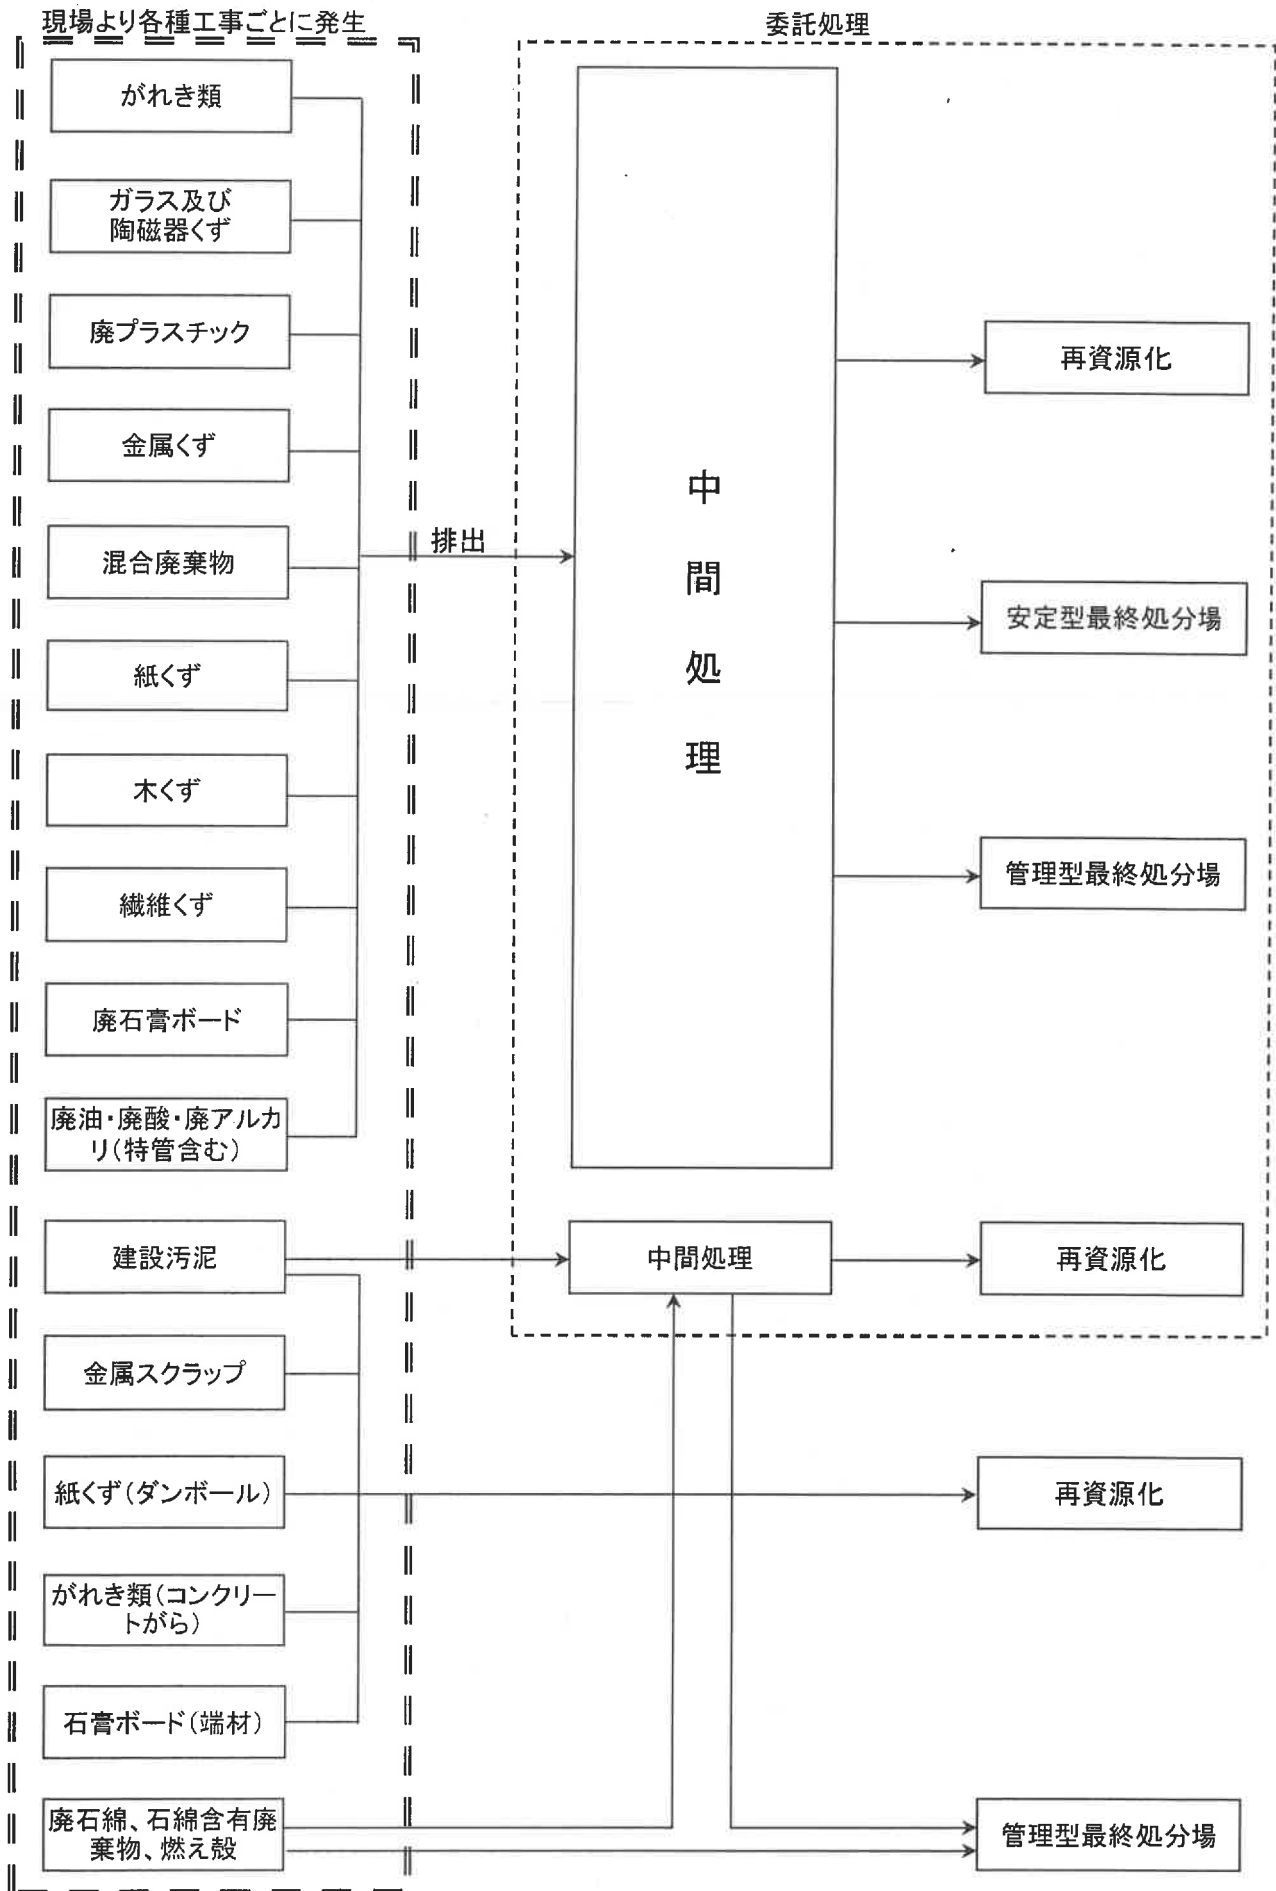 現場より各種工事ごとに発生
委託処理
がれき類
ガラス及び
陶磁器くず
廃プラスチック
金属くず
混合廃棄物
紙くず
木くず
繊維くず
廃石膏ボード
廃油・廃酸・廃アルカ
リ(特管含む)
排出
中
間
処
理
再資源化
安定型最終処分場
管理型最終処分場
建設汚泥
中間処理
再資源化
金属スクラップ
紙くず(ダンボール)
再資源化
がれき類(コンクリー
トがら)
石膏ボード(端材)
廃石綿、石綿含有廃
棄物、燃え殻
管理型最終処分場